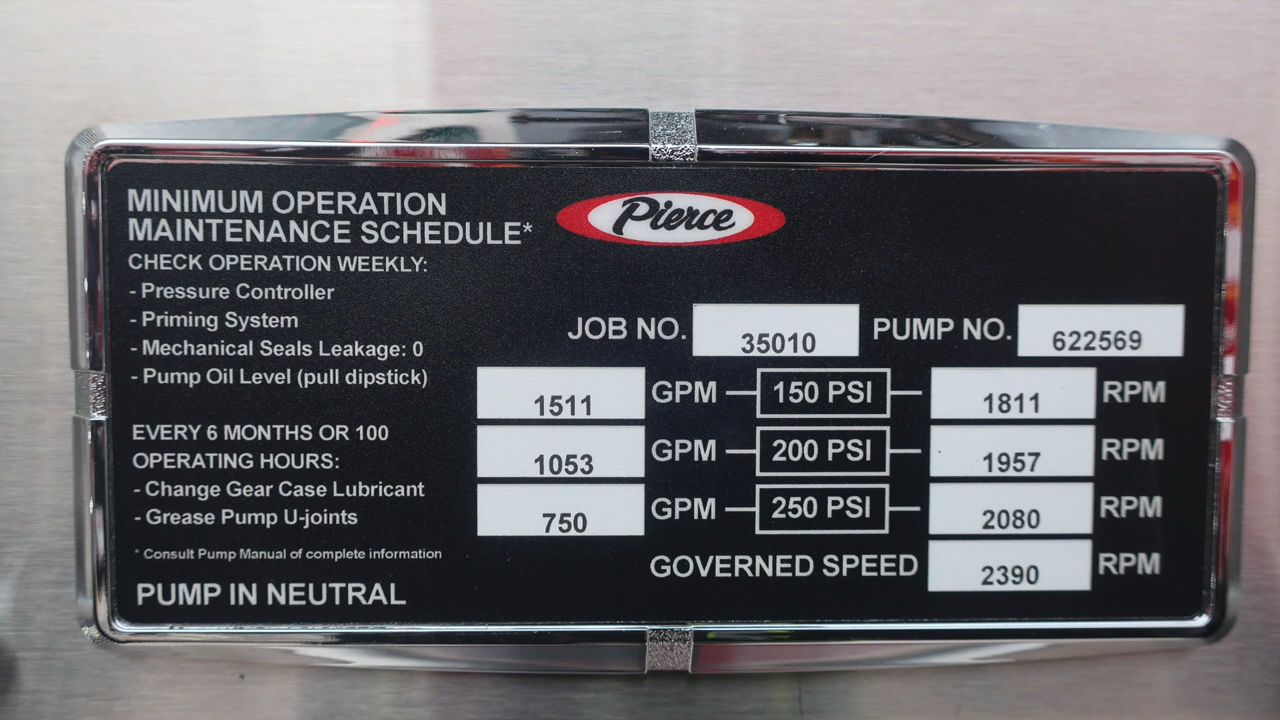 MINIMUM OPERATION
MAINTENANCE SCHEDULE*
CHECK OPERATION WEEKLY:
- Pressure Controller
- Priming System
- Mechanical Seals Leakage: 0
- Pump Oil Level (pull dipstick)
EVERY 6 MONTHS OR 100
OPERATING HOURS:
- Change Gear Case Lubricant
- Grease Pump U-joints
* Consult Pump Manual of complete information
PUMP IN NEUTRAL
Pierce
JOB NO. 35010 PUMP NO. 622569
1511 GPM 150 PSI 1811 RPM
1053 GPM 200 PSI 1957 RPM
750 GPM 250 PSI 2080 RPM
GOVERNED SPEED 2390 RPM